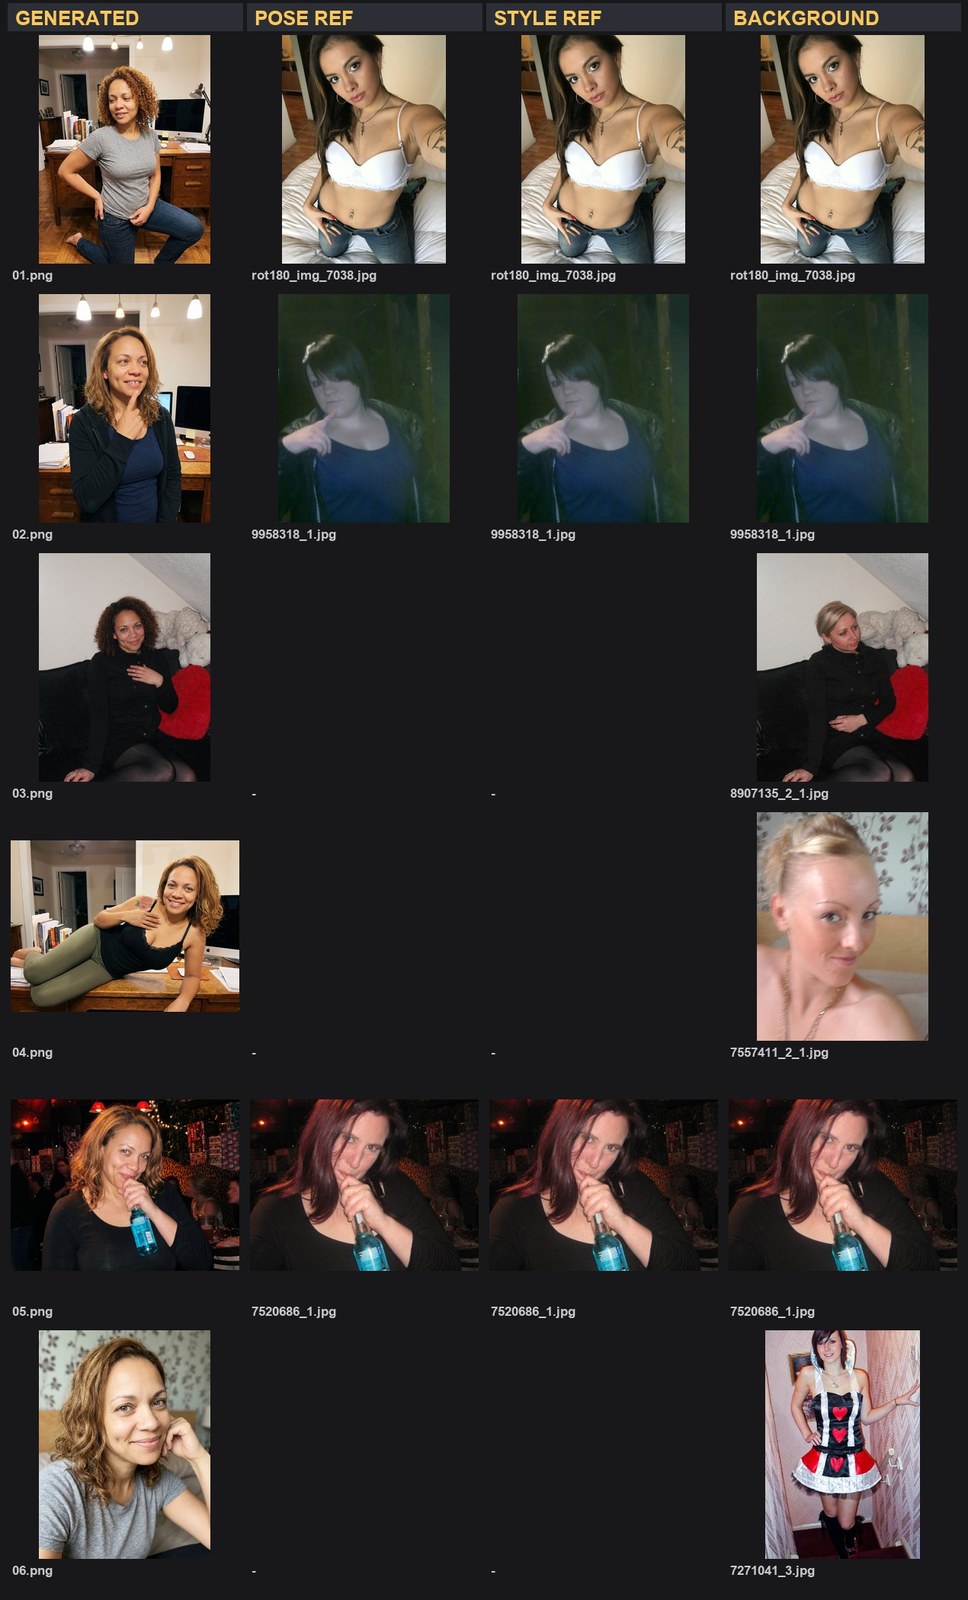 GENERATED POSE REF STYLE REF BACKGROUND
01.png rot180_img_7038.jpg rot180_img_7038.jpg rot180_img_7038.jpg
02.png 9958318_1.jpg 9958318_1.jpg 9958318_1.jpg
03.png - - 8907135_2_1.jpg
04.png - - 7557411_2_1.jpg
05.png 7520686_1.jpg 7520686_1.jpg 7520686_1.jpg
06.png - - 7271041_3.jpg